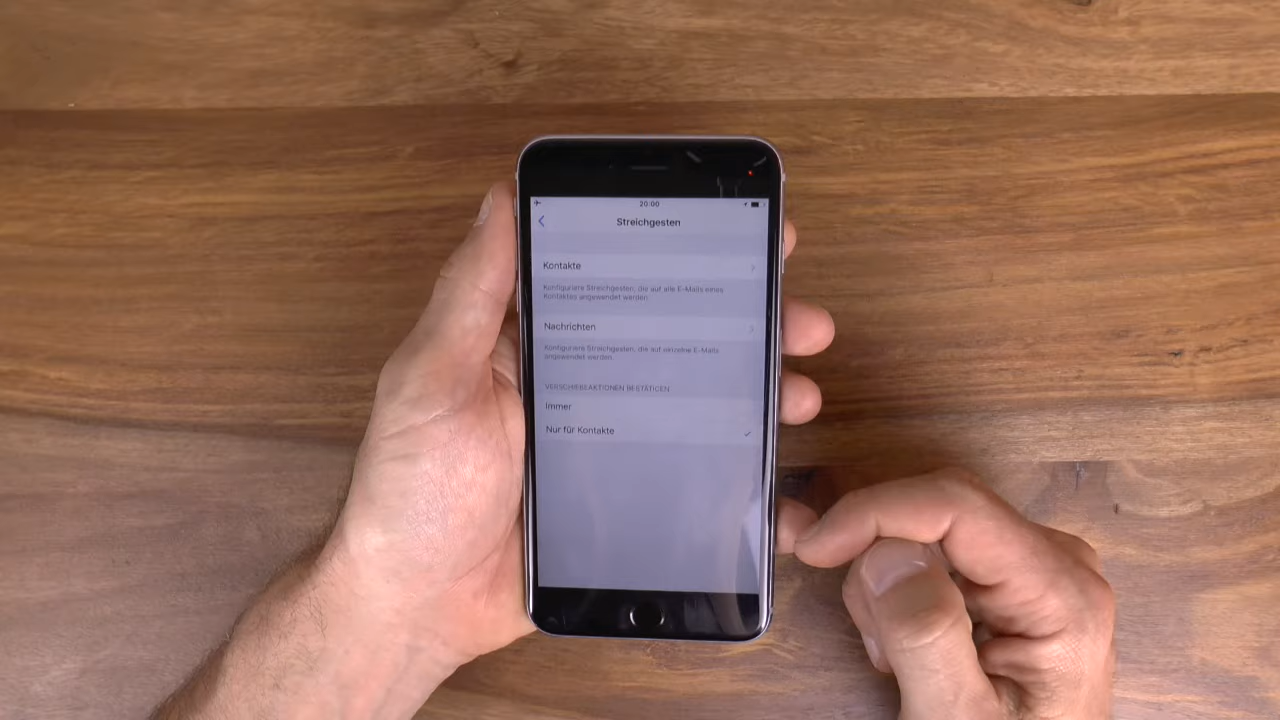 20:00
Streichgesten
Kontakte
Konfiguriere Streichgesten, die auf alle E-Mails eines
Kontaktes angewendet werden.
Nachrichten
Konfiguriere Streichgesten, die auf einzelne E-Mails
angewendet werden.
VERSCHIEBEAKTIONEN BESTÄTIGEN
Immer
Nur für Kontakte